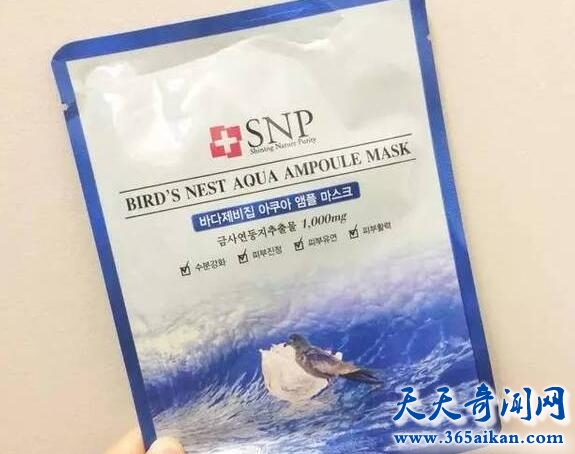 SNP
Shining Nature Purity
BIRD'S NEST AQUA AMPOULE MASK
바다제비집 아쿠아 앰플 마스크
금사연둥지추출물 1,000mg
수분강화 피부진정 피부유연 피부활력
天天奇闻网
www.365aikan.com